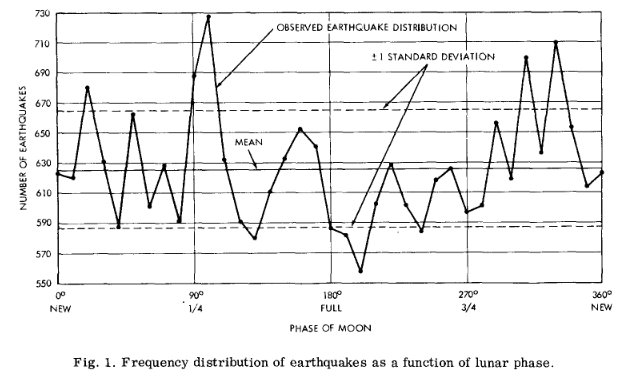 730
710
690
670
650
630
610
590
570
550
NUMBER OF EARTHQUAKES
OBSERVED EARTHQUAKE DISTRIBUTION
±1 STANDARD DEVIATION
MEAN
0° 90° 180° 270° 360°
NEW 1/4 FULL 3/4 NEW
PHASE OF MOON
Fig. 1. Frequency distribution of earthquakes as a function of lunar phase.